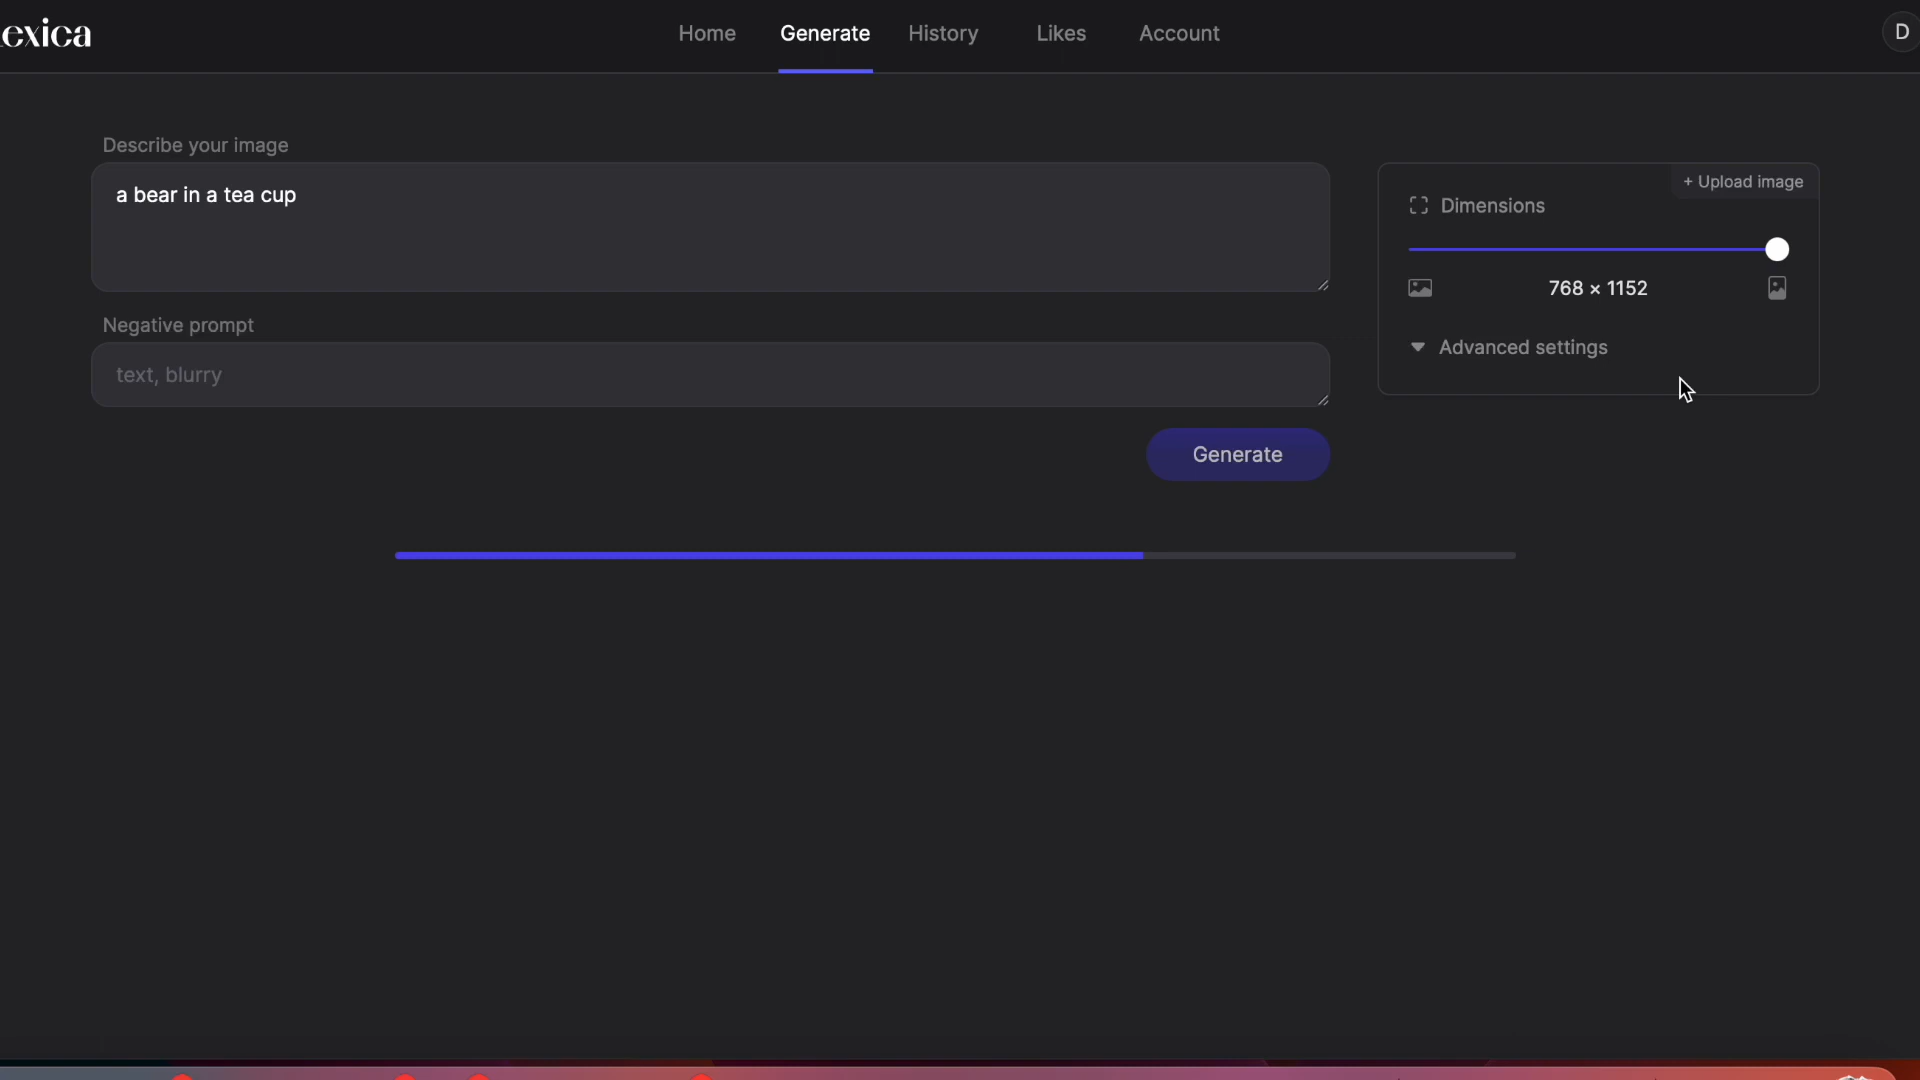 exica
Home Generate History Likes Account
D
Describe your image
a bear in a tea cup
+ Upload image
Dimensions
768 × 1152
Negative prompt
text, blurry
Advanced settings
Generate